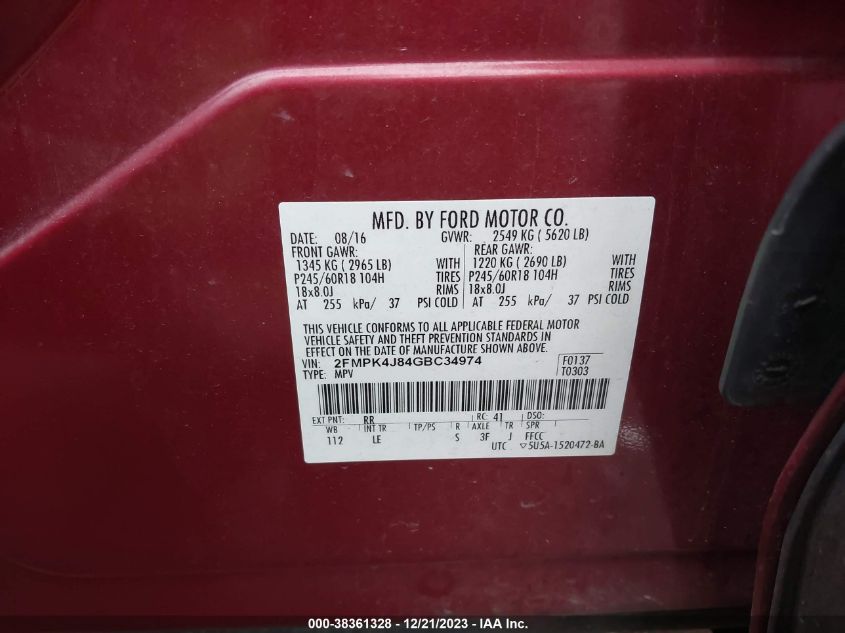 MFD. BY FORD MOTOR CO.
DATE: 08/16 GVWR: 2549 KG ( 5620 LB)
FRONT GAWR: REAR GAWR:
1345 KG ( 2965 LB) WITH 1220 KG ( 2690 LB) WITH
P245/60R18 104H TIRES P245/60R18 104H TIRES
18x8.0J RIMS 18x8.0J RIMS
AT 255 kPa/ 37 PSI COLD AT 255 kPa/ 37 PSI COLD
THIS VEHICLE CONFORMS TO ALL APPLICABLE FEDERAL MOTOR
VEHICLE SAFETY AND THEFT PREVENTION STANDARDS IN
EFFECT ON THE DATE OF MANUFACTURE SHOWN ABOVE.
VIN: 2FMPK4J84GBC34974 F0137
TYPE: MPV T0303
EXT PNT: RR RC: 41 DSO:
WB INT TR TP/PS R AXLE TR SPR
112 LE S 3F J FFCC
UTC ▽5U5A-1520472-BA
000-38361328 - 12/21/2023 - IAA Inc.